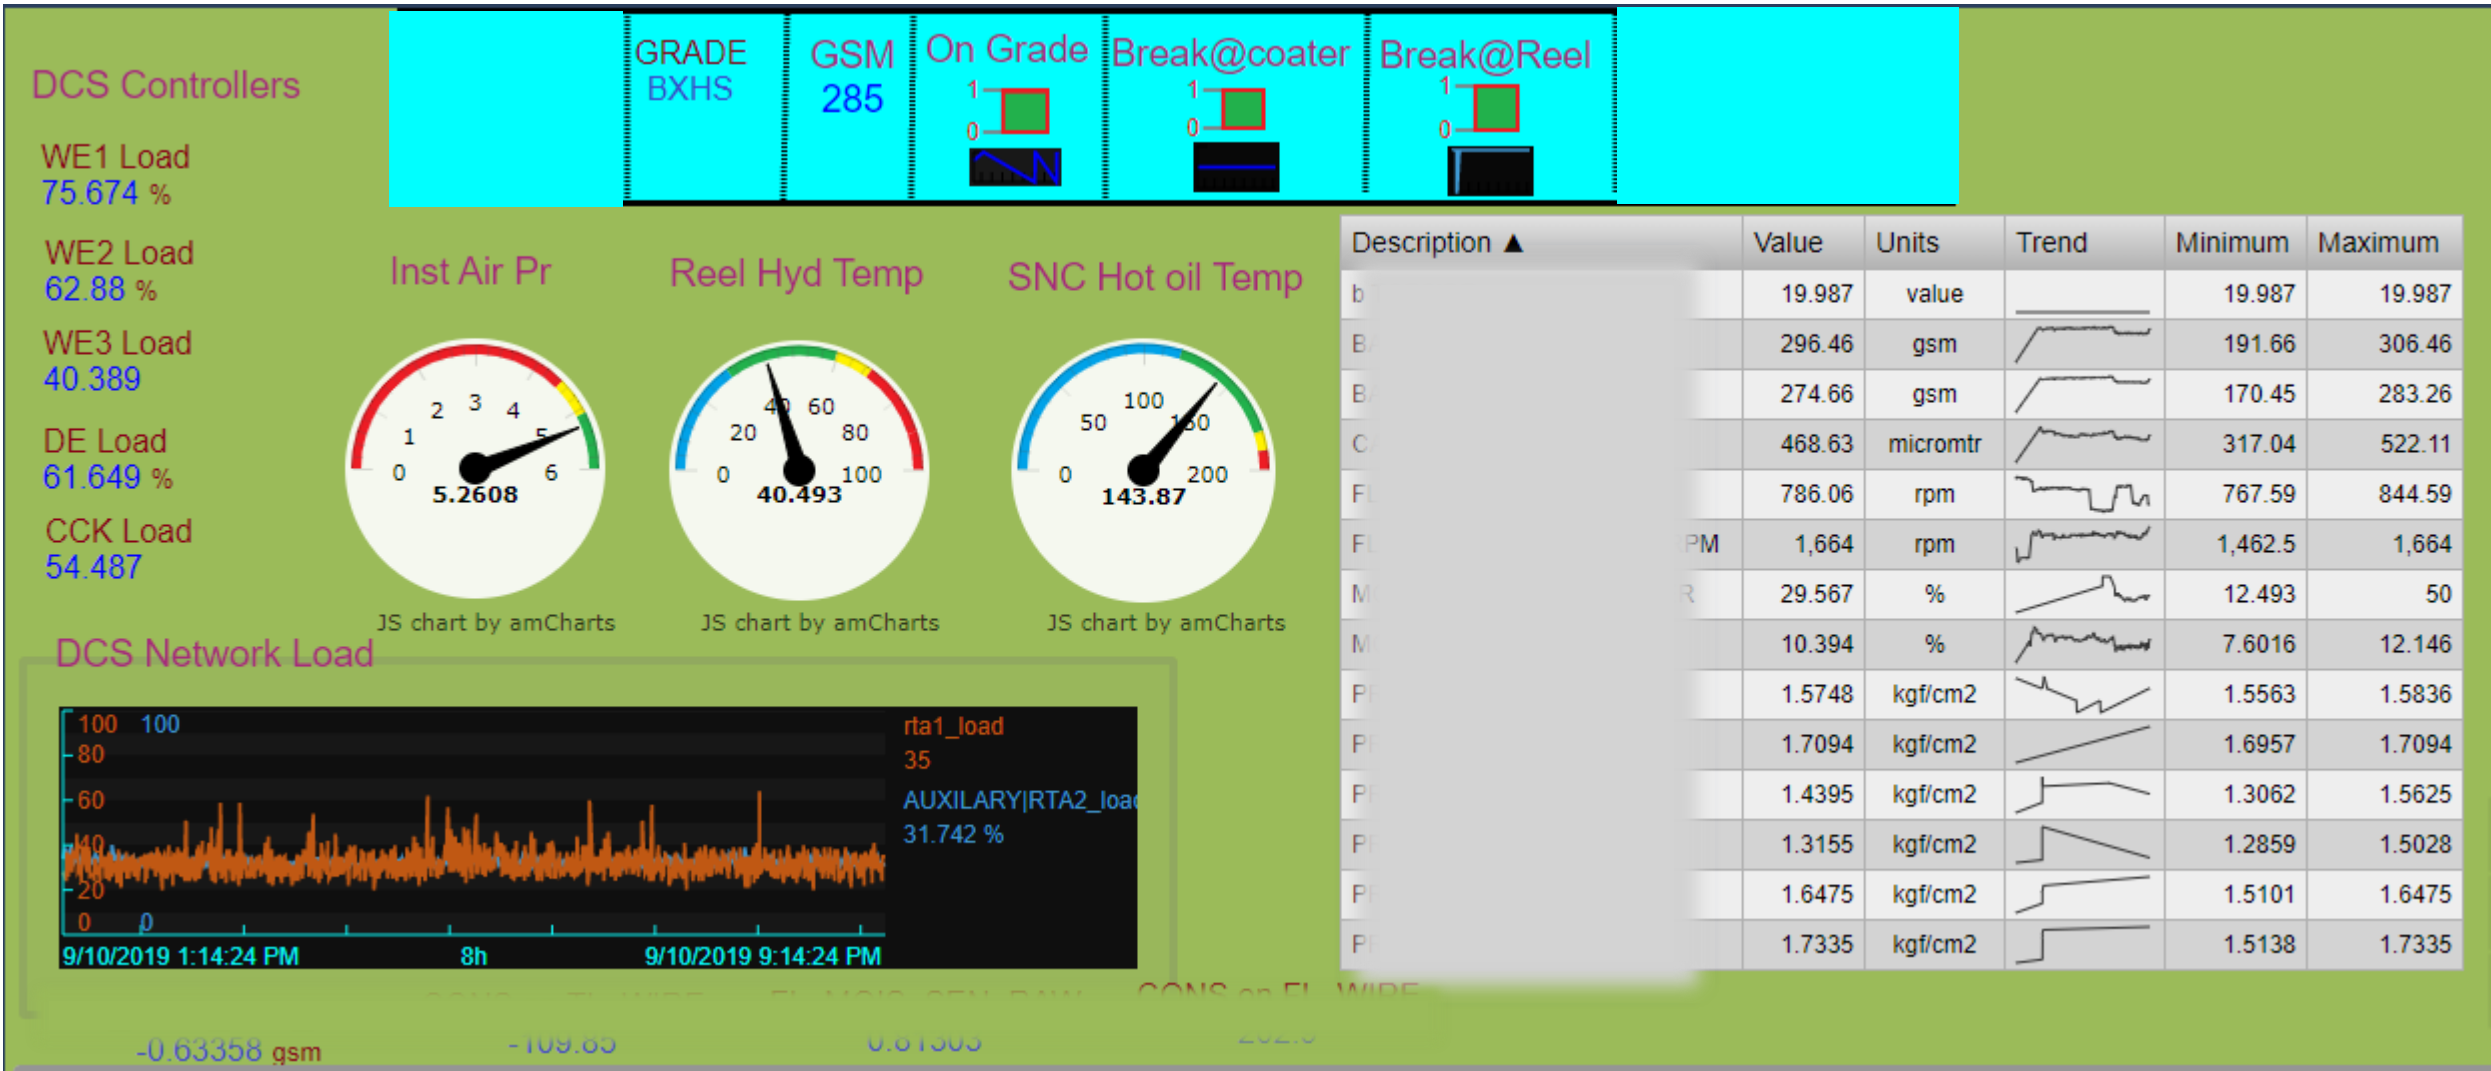 GRADE
BXHS
GSM
285
On Grade
1
0
Break@coater
1
0
Break@Reel
1
0
DCS Controllers
WE1 Load
75.674 %
WE2 Load
62.88 %
WE3 Load
40.389
DE Load
61.649 %
CCK Load
54.487
Inst Air Pr
0 1 2 3 4 5 6
5.2608
JS chart by amCharts
Reel Hyd Temp
0 20 40 60 80 100
40.493
JS chart by amCharts
SNC Hot oil Temp
0 50 100 150 200
143.87
JS chart by amCharts
Description ▲ Value Units Trend Minimum Maximum
19.987 value 19.987 19.987
296.46 gsm 191.66 306.46
274.66 gsm 170.45 283.26
468.63 micromtr 317.04 522.11
786.06 rpm 767.59 844.59
1,664 rpm 1,462.5 1,664
29.567 % 12.493 50
10.394 % 7.6016 12.146
1.5748 kgf/cm2 1.5563 1.5836
1.7094 kgf/cm2 1.6957 1.7094
1.4395 kgf/cm2 1.3062 1.5625
1.3155 kgf/cm2 1.2859 1.5028
1.6475 kgf/cm2 1.5101 1.6475
1.7335 kgf/cm2 1.5138 1.7335
DCS Network Load
100 100
80
60
40
20
0 0
rta1_load
35
AUXILARY|RTA2_load
31.742 %
9/10/2019 1:14:24 PM 8h 9/10/2019 9:14:24 PM
CONS on FL WIRE
-0.63358 gsm
-109.85
0.81303